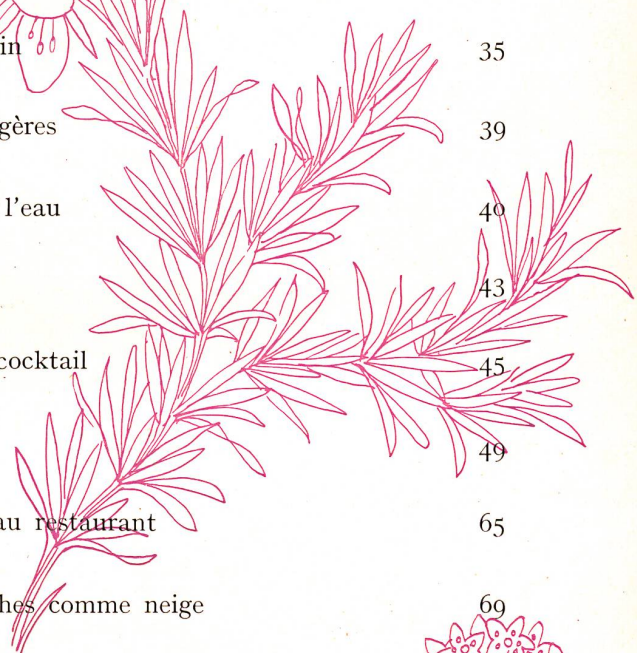 in 35
gères 39
l'eau 40
43
cocktail 45
49
au restaurant 65
hes comme neige 69